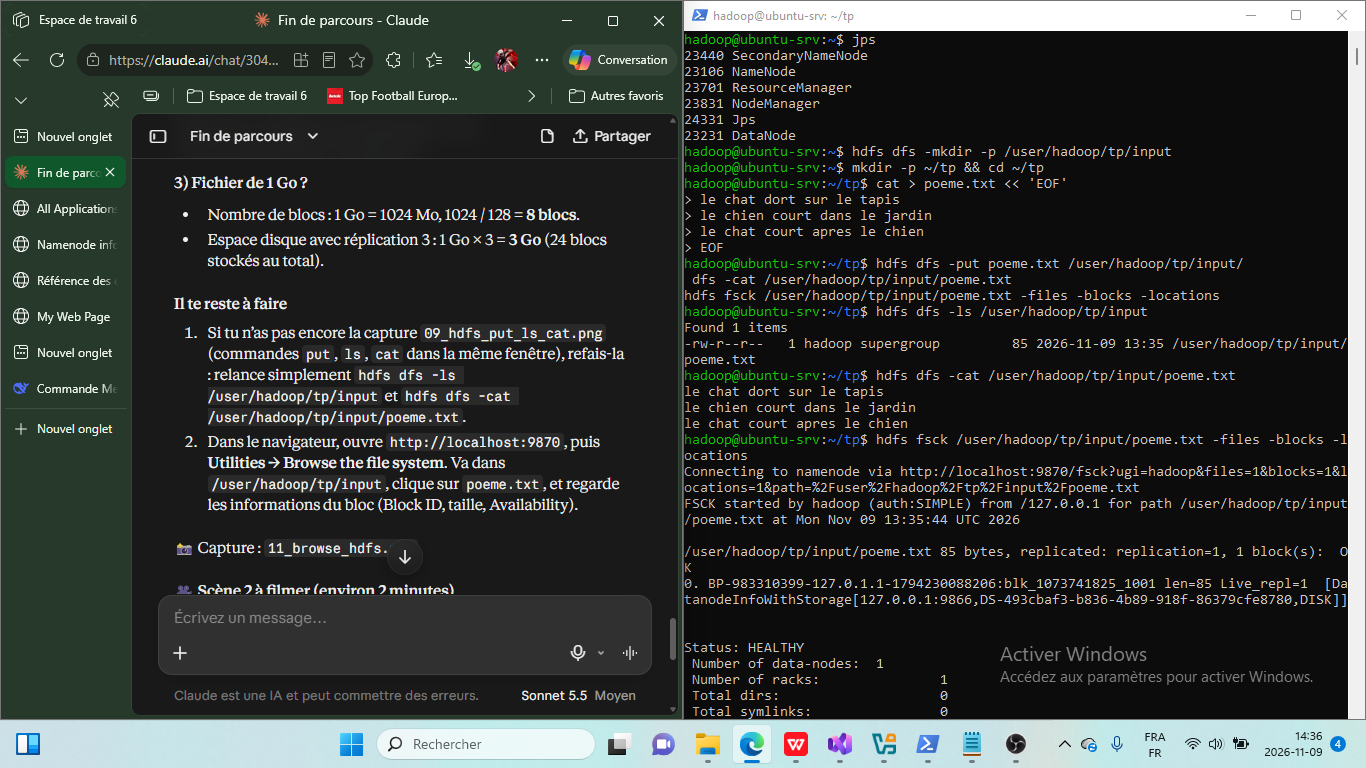 Espace de travail 6
Fin de parcours - Claude
https://claude.ai/chat/304...
Conversation
Espace de travail 6
Top Football Europ...
Autres favoris
Nouvel onglet
Fin de parco
All Applications
Namenode info
Référence des c
My Web Page
Nouvel onglet
Commande Me
Nouvel onglet
Fin de parcours
Partager
3) Fichier de 1 Go ?
• Nombre de blocs : 1 Go = 1024 Mo, 1024 / 128 = 8 blocs.
• Espace disque avec réplication 3 : 1 Go × 3 = 3 Go (24 blocs
stockés au total).
Il te reste à faire
1. Si tu n'as pas encore la capture 09_hdfs_put_ls_cat.png
(commandes put, ls, cat dans la même fenêtre), refais-la
: relance simplement hdfs dfs -ls
/user/hadoop/tp/input et hdfs dfs -cat
/user/hadoop/tp/input/poeme.txt.
2. Dans le navigateur, ouvre http://localhost:9870, puis
Utilities → Browse the file system. Va dans
/user/hadoop/tp/input, clique sur poeme.txt, et regarde
les informations du bloc (Block ID, taille, Availability).
Capture : 11_browse_hdfs.
Scène 2 à filmer (environ 2 minutes)
Écrivez un message...
Claude est une IA et peut commettre des erreurs.
Sonnet 5.5 Moyen
hadoop@ubuntu-srv: ~/tp
hadoop@ubuntu-srv:~$ jps
23440 SecondaryNameNode
23106 NameNode
23701 ResourceManager
23831 NodeManager
24331 Jps
23231 DataNode
hadoop@ubuntu-srv:~$ hdfs dfs -mkdir -p /user/hadoop/tp/input
hadoop@ubuntu-srv:~$ mkdir -p ~/tp && cd ~/tp
hadoop@ubuntu-srv:~/tp$ cat > poeme.txt << 'EOF'
> le chat dort sur le tapis
> le chien court dans le jardin
> le chat court apres le chien
> EOF
hadoop@ubuntu-srv:~/tp$ hdfs dfs -put poeme.txt /user/hadoop/tp/input/
dfs -cat /user/hadoop/tp/input/poeme.txt
hdfs fsck /user/hadoop/tp/input/poeme.txt -files -blocks -locations
hadoop@ubuntu-srv:~/tp$ hdfs dfs -ls /user/hadoop/tp/input
Found 1 items
-rw-r--r-- 1 hadoop supergroup 85 2026-11-09 13:35 /user/hadoop/tp/input/
poeme.txt
hadoop@ubuntu-srv:~/tp$ hdfs dfs -cat /user/hadoop/tp/input/poeme.txt
le chat dort sur le tapis
le chien court dans le jardin
le chat court apres le chien
hadoop@ubuntu-srv:~/tp$ hdfs fsck /user/hadoop/tp/input/poeme.txt -files -blocks -l
ocations
Connecting to namenode via http://localhost:9870/fsck?ugi=hadoop&files=1&blocks=1&l
ocations=1&path=%2Fuser%2Fhadoop%2Ftp%2Finput%2Fpoeme.txt
FSCK started by hadoop (auth:SIMPLE) from /127.0.0.1 for path /user/hadoop/tp/input
/poeme.txt at Mon Nov 09 13:35:44 UTC 2026
/user/hadoop/tp/input/poeme.txt 85 bytes, replicated: replication=1, 1 block(s): O
K
0. BP-983310399-127.0.1.1-1794230088206:blk_1073741825_1001 len=85 Live_repl=1 [Da
tanodeInfoWithStorage[127.0.0.1:9866,DS-493cbaf3-b836-4b89-918f-86379cfe8780,DISK]]
Status: HEALTHY
Number of data-nodes: 1
Number of racks: 1
Total dirs: 0
Total symlinks: 0
Activer Windows
Accédez aux paramètres pour activer Windows.
Rechercher
FRA
FR
14:36
2026-11-09
4